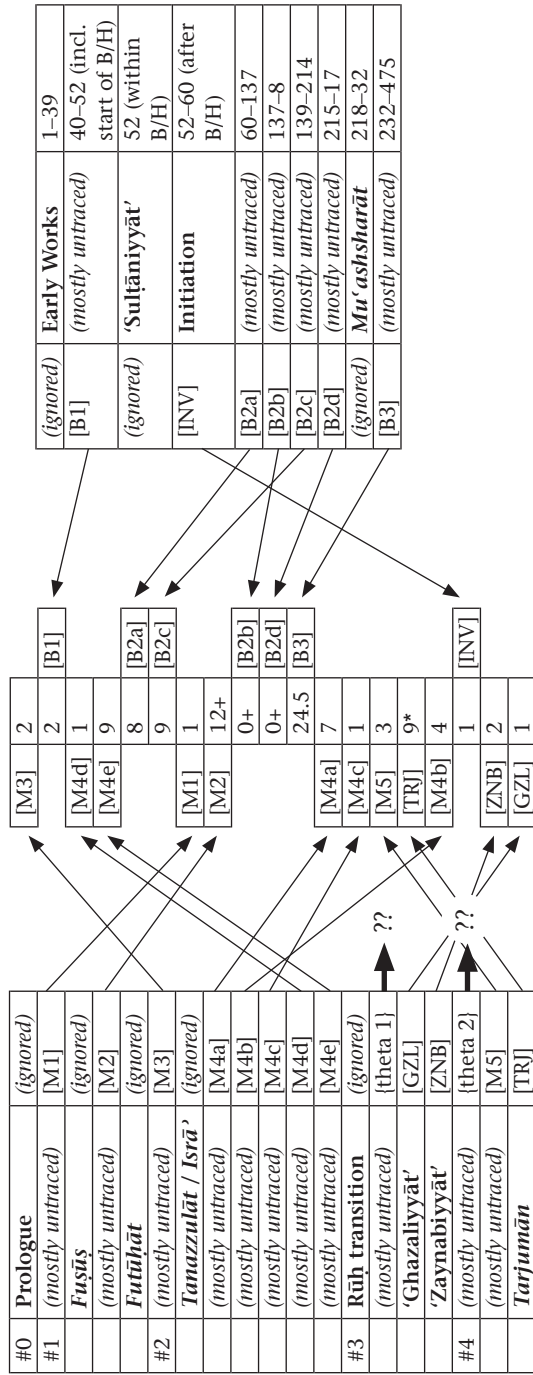 #0 Prologue (ignored)
#1 (mostly untraced) [M1]
Fuṣūṣ (ignored)
(mostly untraced) [M2]
Futūḥāt (ignored)
#2 (mostly untraced) [M3]
Tanazzulāt / Isrā’ (ignored)
(mostly untraced) [M4a]
(mostly untraced) [M4b]
(mostly untraced) [M4c]
(mostly untraced) [M4d]
(mostly untraced) [M4e]
#3 Rūḥ transition (ignored)
(mostly untraced) {theta 1}
‘Ghazaliyyāt’ [GZL]
‘Zaynabiyyāt’ [ZNB]
#4 (mostly untraced) {theta 2}
(mostly untraced) [M5]
Tarjumān [TRJ]
??
??
[M3] 2
2 [B1]
[M4d] 1
[M4e] 9
8 [B2a]
9 [B2c]
[M1] 1
[M2] 12+
0+ [B2b]
0+ [B2d]
24.5 [B3]
[M4a] 7
[M4c] 1
[M5] 3
[TRJ] 9*
[M4b] 4
1 [INV]
[ZNB] 2
[GZL] 1
(ignored) Early Works 1–39
[B1] (mostly untraced) 40–52 (incl.
start of B/H)
(ignored) ‘Sulṭāniyyāt’ 52 (within
B/H)
[INV] Initiation 52–60 (after
B/H)
[B2a] (mostly untraced) 60–137
[B2b] (mostly untraced) 137–8
[B2c] (mostly untraced) 139–214
[B2d] (mostly untraced) 215–17
(ignored) Mu‘ashsharāt 218–32
[B3] (mostly untraced) 232–475